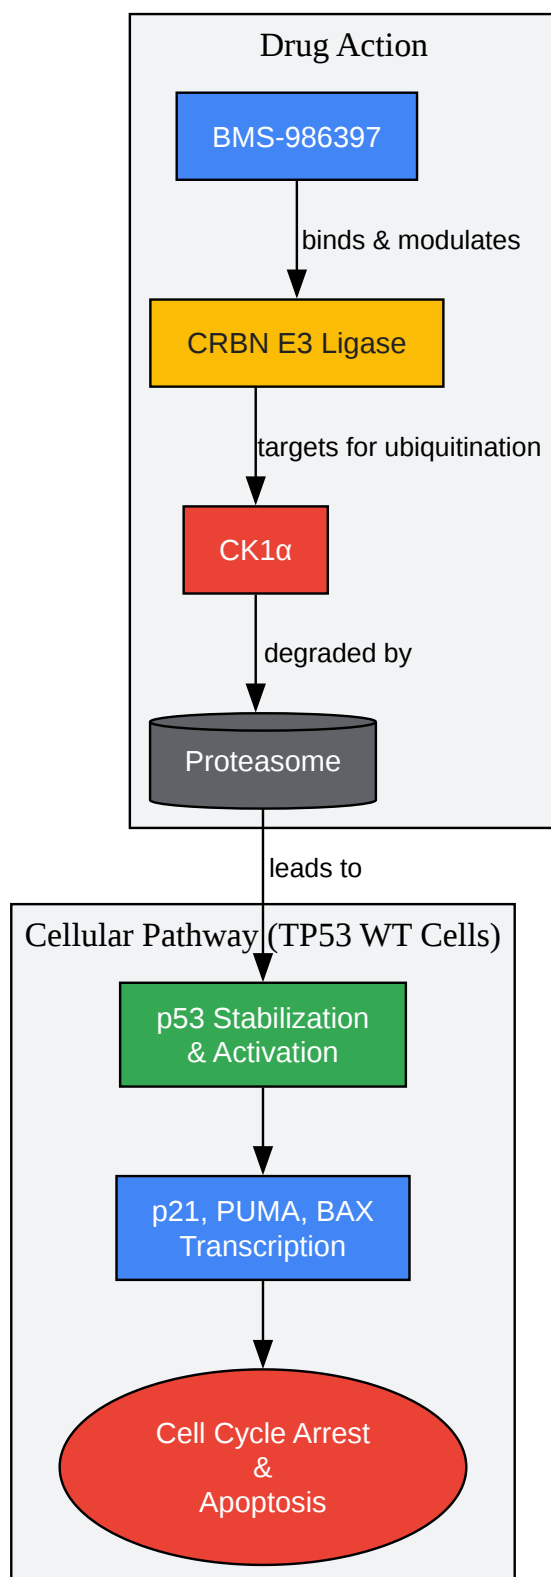 Drug Action
BMS-986397
binds & modulates
CRBN E3 Ligase
targets for ubiquitination
CK1α
degraded by
Proteasome
leads to
Cellular Pathway (TP53 WT Cells)
p53 Stabilization
& Activation
p21, PUMA, BAX
Transcription
Cell Cycle Arrest
&
Apoptosis